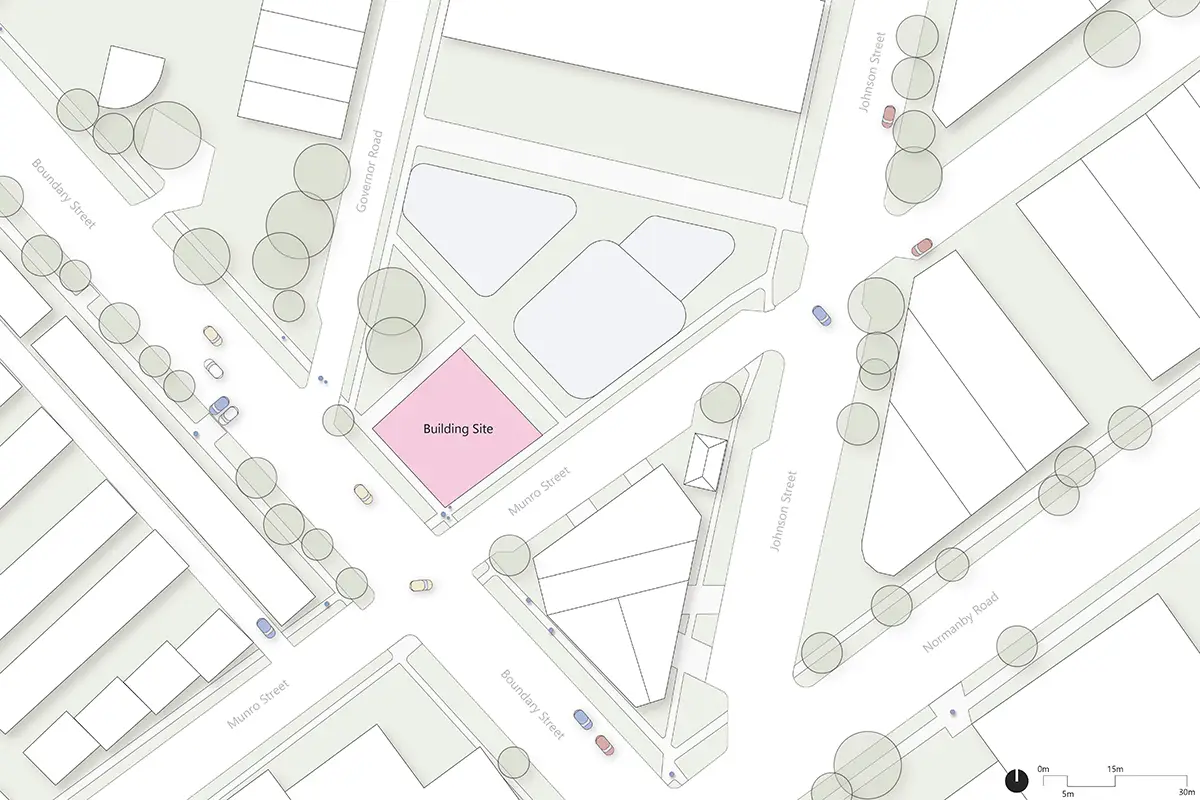 Johnson Street
Governor Road
Boundary Street
Building Site
Munro Street
Johnson Street
Normanby Road
Munro Street
Boundary Street
0m
15m
5m
30m